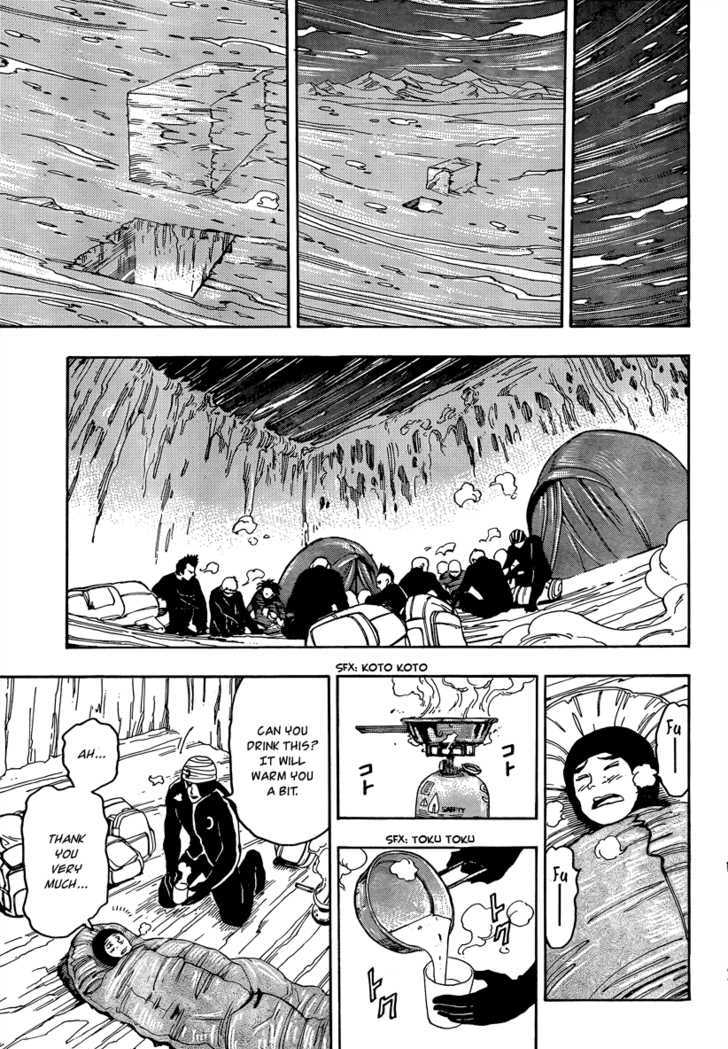 SFX: KOTO KOTO
Fu
Fu
コト
コト
SAFETY
SFX: TOKU TOKU
トク
トク
CAN YOU
DRINK THIS?
IT WILL
WARM YOU
A BIT.
AH...
THANK
YOU
VERY
MUCH...